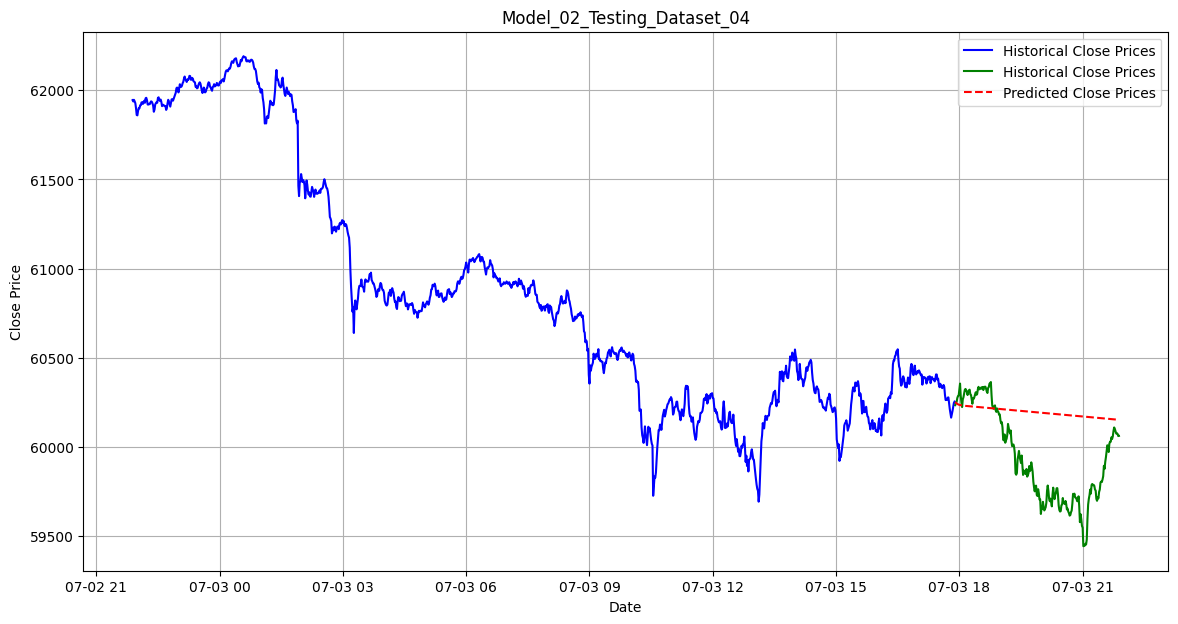 Model_02_Testing_Dataset_04
Historical Close Prices
Historical Close Prices
Predicted Close Prices
Close Price
62000
61500
61000
60500
60000
59500
07-02 21
07-03 00
07-03 03
07-03 06
07-03 09
07-03 12
07-03 15
07-03 18
07-03 21
Date